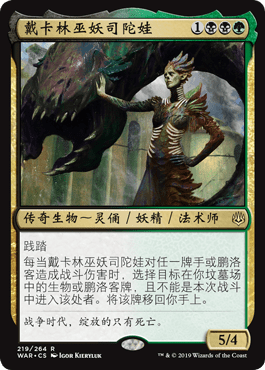 戴卡林巫妖司陀娃 1
传奇生物～灵俑／妖精／法术师
践踏
每当戴卡林巫妖司陀娃对任一牌手或鹏洛
客造成战斗伤害时，选择目标在你坟墓场
中的生物或鹏洛客牌，且不能是本次战斗
中进入该处者。将该牌移回你手上。
战争时代，绽放的只有死亡。
5/4
219/264 R
WAR • CS IGOR KIERYLUK
™ & © 2019 Wizards of the Coast